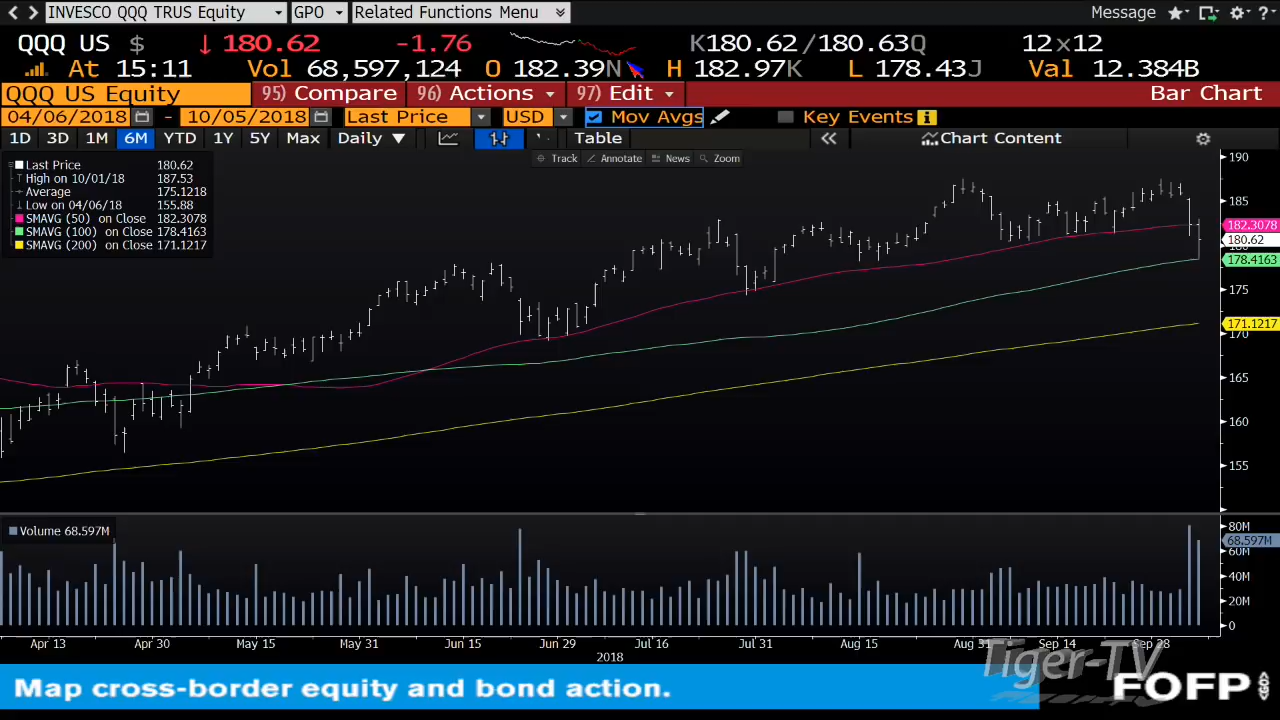 INVESCO QQQ TRUS Equity GPO Related Functions Menu Message ?
QQQ US $ 180.62 -1.76 K180.62/180.63Q 12x12
At 15:11 Vol 68,597,124 O 182.39N H 182.97K L 178.43J Val 12.384B
QQQ US Equity 95) Compare 96) Actions 97) Edit Bar Chart
04/06/2018 - 10/05/2018 Last Price USD Mov Avgs Key Events i
1D 3D 1M 6M YTD 1Y 5Y Max Daily ▼ Table « Chart Content
Track Annotate News Zoom
Last Price 180.62
High on 10/01/18 187.53
Average 175.1218
Low on 04/06/18 155.88
SMAVG (50) on Close 182.3078
SMAVG (100) on Close 178.4163
SMAVG (200) on Close 171.1217
190
185
182.3078
180.62
180
178.4163
175
171.1217
170
165
160
155
Volume 68.597M
80M
68.597M
60M
40M
20M
0
Apr 13 Apr 30 May 15 May 31 Jun 15 Jun 29 Jul 16 Jul 31 Aug 15 Aug 31 Sep 14 Sep 28
2018
Tiger-TV
Map cross-border equity and bond action.
FOFP
GO